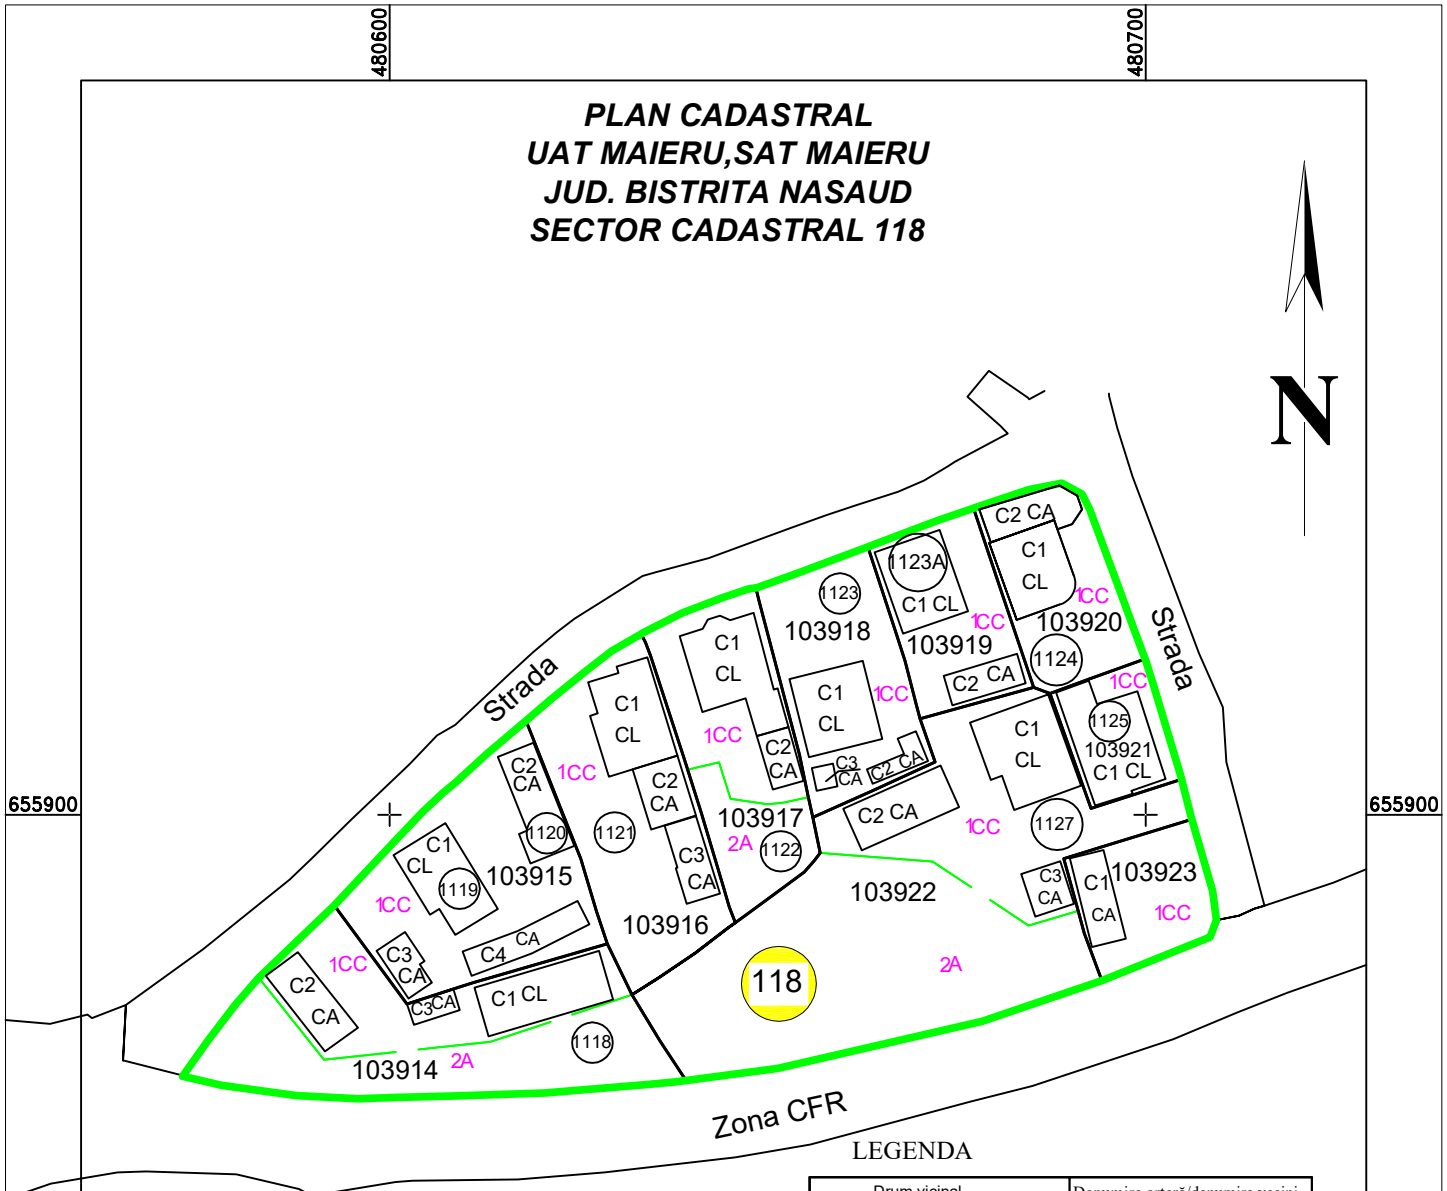 480600
480700
PLAN CADASTRAL
UAT MAIERU,SAT MAIERU
JUD. BISTRITA NASAUD
SECTOR CADASTRAL 118
N
C2 CA
C1
CL
1CC
103920
1124
1123A
C1 CL
1CC
103919
C2 CA
1123
103918
C1
CL
1CC
C3
CA
C2 CA
Strada
Strada
C1
CL
1CC
C2
CA
103917
2A
1122
C1
CL
1CC
C2
CA
1121
C3
CA
103916
1CC
1125
103921
C1 CL
C1
CL
C2 CA
1CC
1127
103922
C3
CA
2A
C1
CA
103923
1CC
655900
655900
C2
CA
1120
103915
C1
CL
1119
1CC
C3
CA
C4 CA
1CC
C2
CA
C3CA
C1 CL
1118
103914
2A
118
Zona CFR
LEGENDA